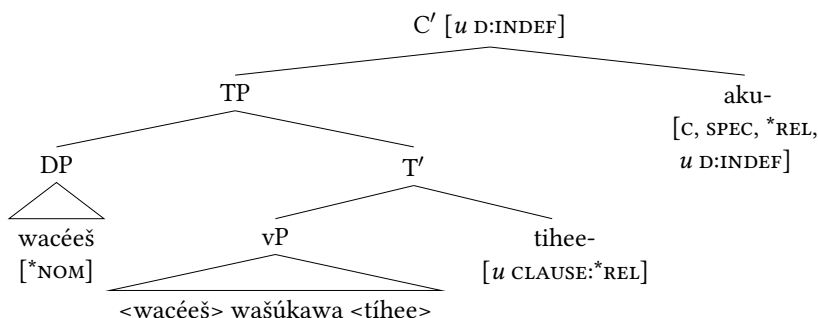 C′ [u D:INDEF]
TP
aku-
[C, SPEC, *REL,
u D:INDEF]
DP
T′
wacéeš
[*NOM]
vP
tihee-
[u CLAUSE:*REL]
<wacéeš> wašúkawa <tíhee>